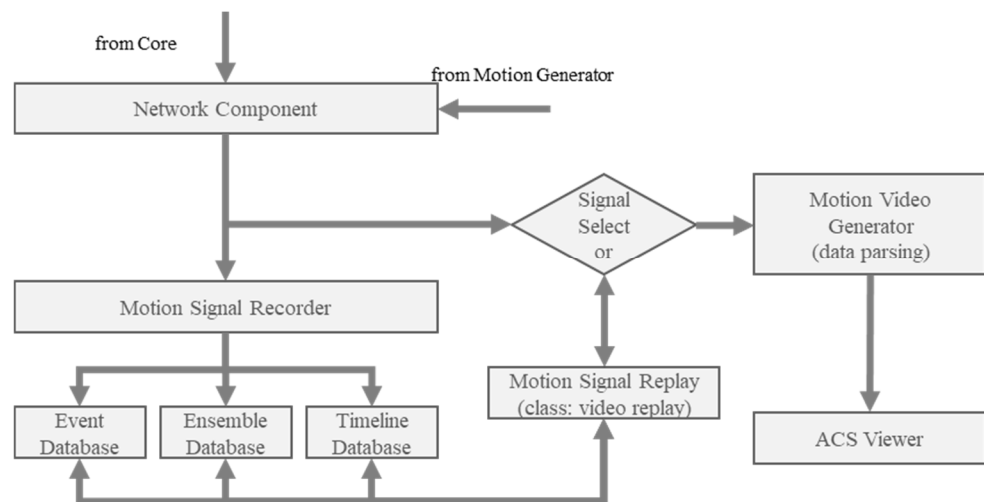 from Core
from Motion Generator
Network Component
Signal
Select
or
Motion Video
Generator
(data parsing)
Motion Signal Recorder
Motion Signal Replay
(class: video replay)
Event
Database
Ensemble
Database
Timeline
Database
ACS Viewer